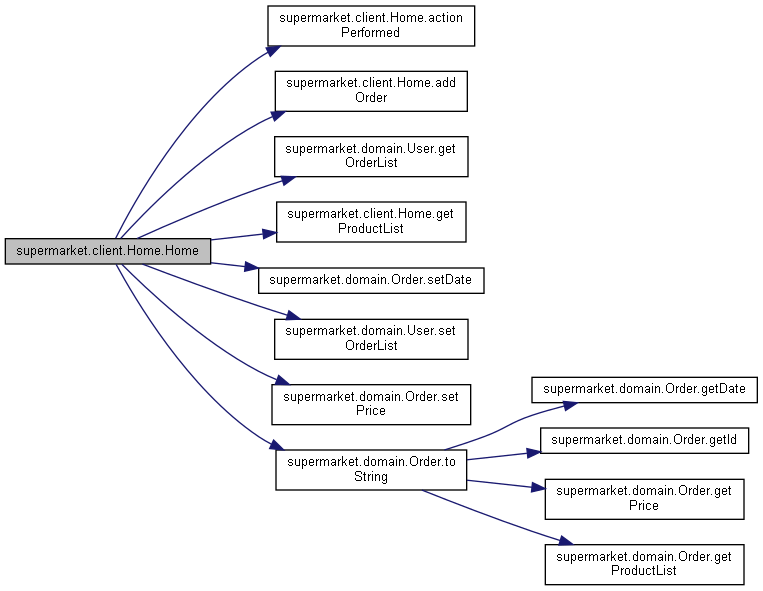 supermarket.client.Home.action
Performed
supermarket.client.Home.add
Order
supermarket.domain.User.get
OrderList
supermarket.client.Home.get
ProductList
supermarket.client.Home.Home
supermarket.domain.Order.setDate
supermarket.domain.User.set
OrderList
supermarket.domain.Order.set
Price
supermarket.domain.Order.to
String
supermarket.domain.Order.getDate
supermarket.domain.Order.getId
supermarket.domain.Order.get
Price
supermarket.domain.Order.get
ProductList